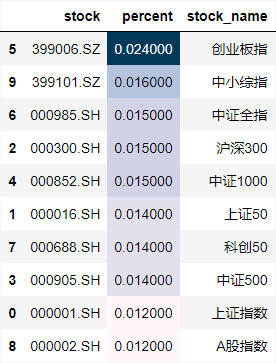 stock percent stock_name
5 399006.SZ 0.024000 创业板指
9 399101.SZ 0.016000 中小综指
6 000985.SH 0.015000 中证全指
2 000300.SH 0.015000 沪深300
4 000852.SH 0.015000 中证1000
1 000016.SH 0.014000 上证50
7 000688.SH 0.014000 科创50
3 000905.SH 0.014000 中证500
0 000001.SH 0.012000 上证指数
8 000002.SH 0.012000 A股指数